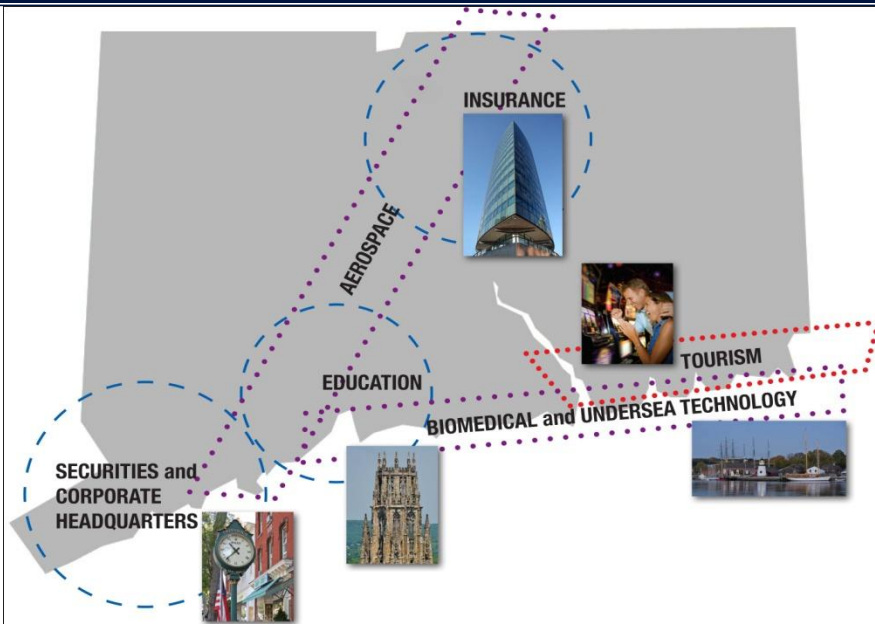 INSURANCE
AEROSPACE
TOURISM
EDUCATION
BIOMEDICAL and UNDERSEA TECHNOLOGY
SECURITIES and
CORPORATE
HEADQUARTERS